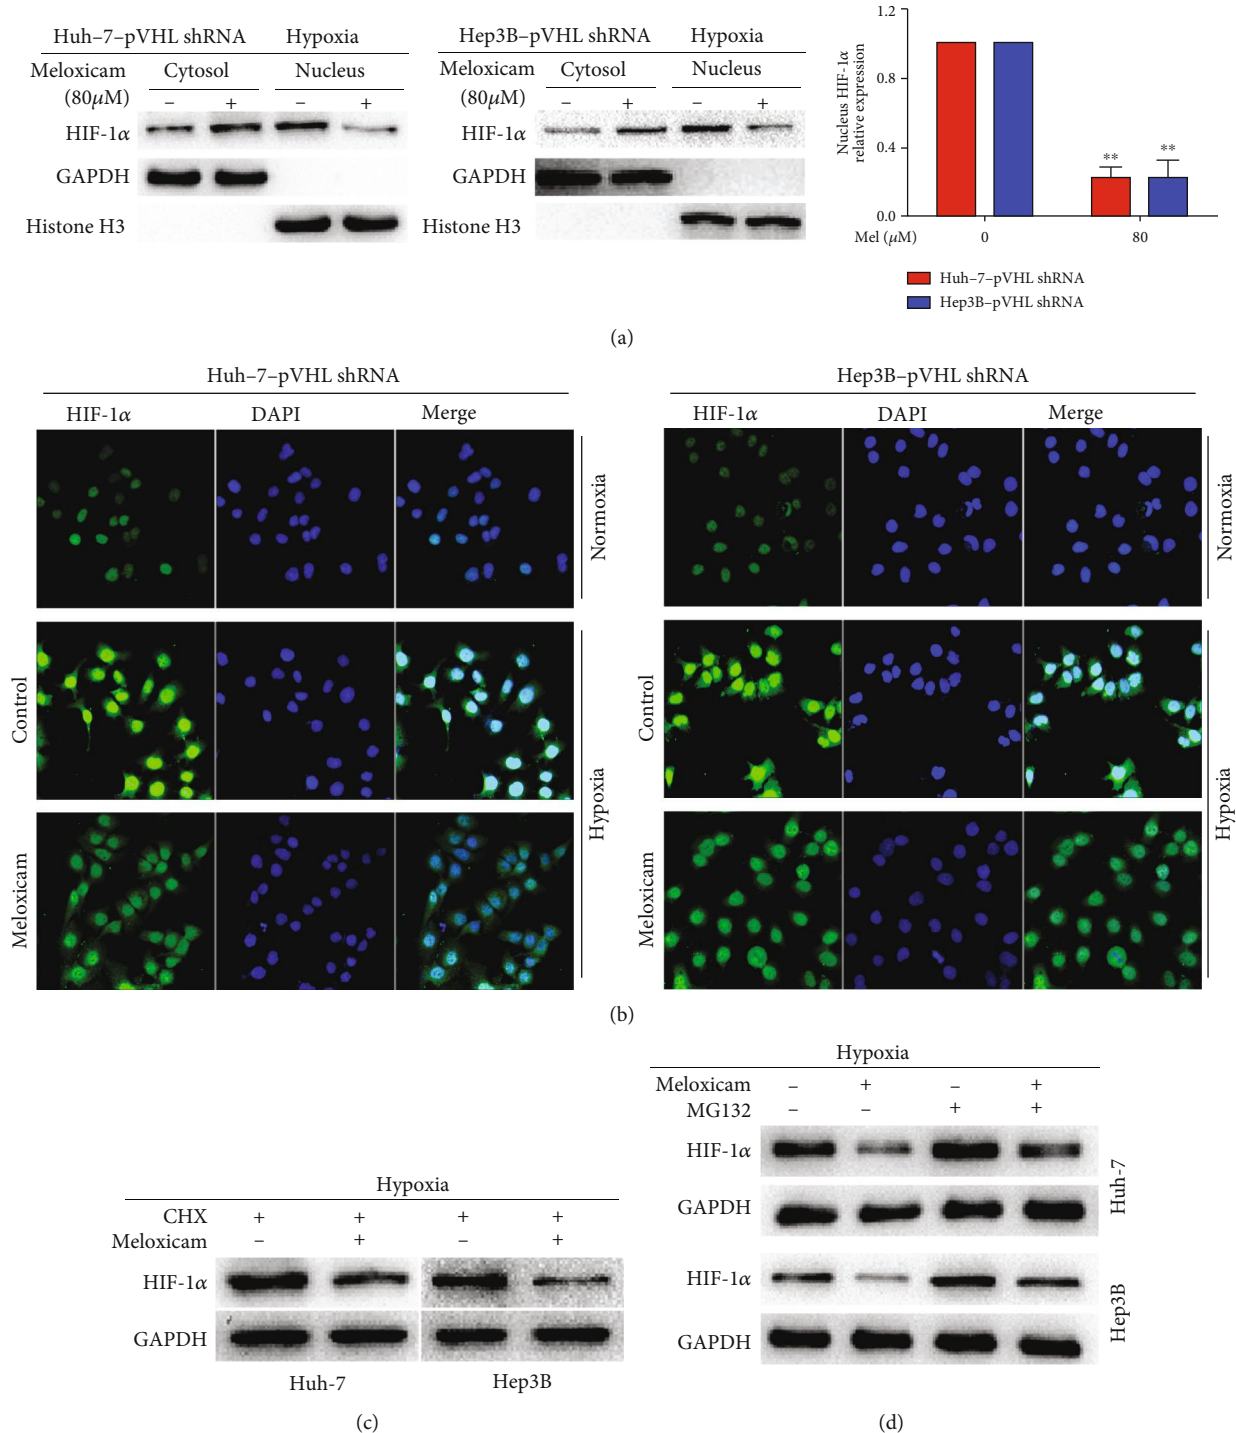 Huh–7–pVHL shRNA Hypoxia
Meloxicam Cytosol Nucleus
(80μM) – + – +
HIF-1α
GAPDH
Histone H3
Hep3B–pVHL shRNA Hypoxia
Meloxicam Cytosol Nucleus
(80μM) – + – +
HIF-1α
GAPDH
Histone H3
Nucleus HIF-1α
relative expression
1.2
0.8
0.4
0.0
** **
Mel (μM) 0 80
Huh–7–pVHL shRNA
Hep3B–pVHL shRNA
(a)
Huh–7–pVHL shRNA
HIF-1α DAPI Merge
Normoxia
Control
Meloxicam
Hypoxia
Hep3B–pVHL shRNA
HIF-1α DAPI Merge
Normoxia
Control
Meloxicam
Hypoxia
(b)
Hypoxia
CHX + + + +
Meloxicam – + – +
HIF-1α
GAPDH
Huh-7 Hep3B
(c)
Hypoxia
Meloxicam – + – +
MG132 – – + +
HIF-1α
GAPDH
Huh-7
HIF-1α
GAPDH
Hep3B
(d)